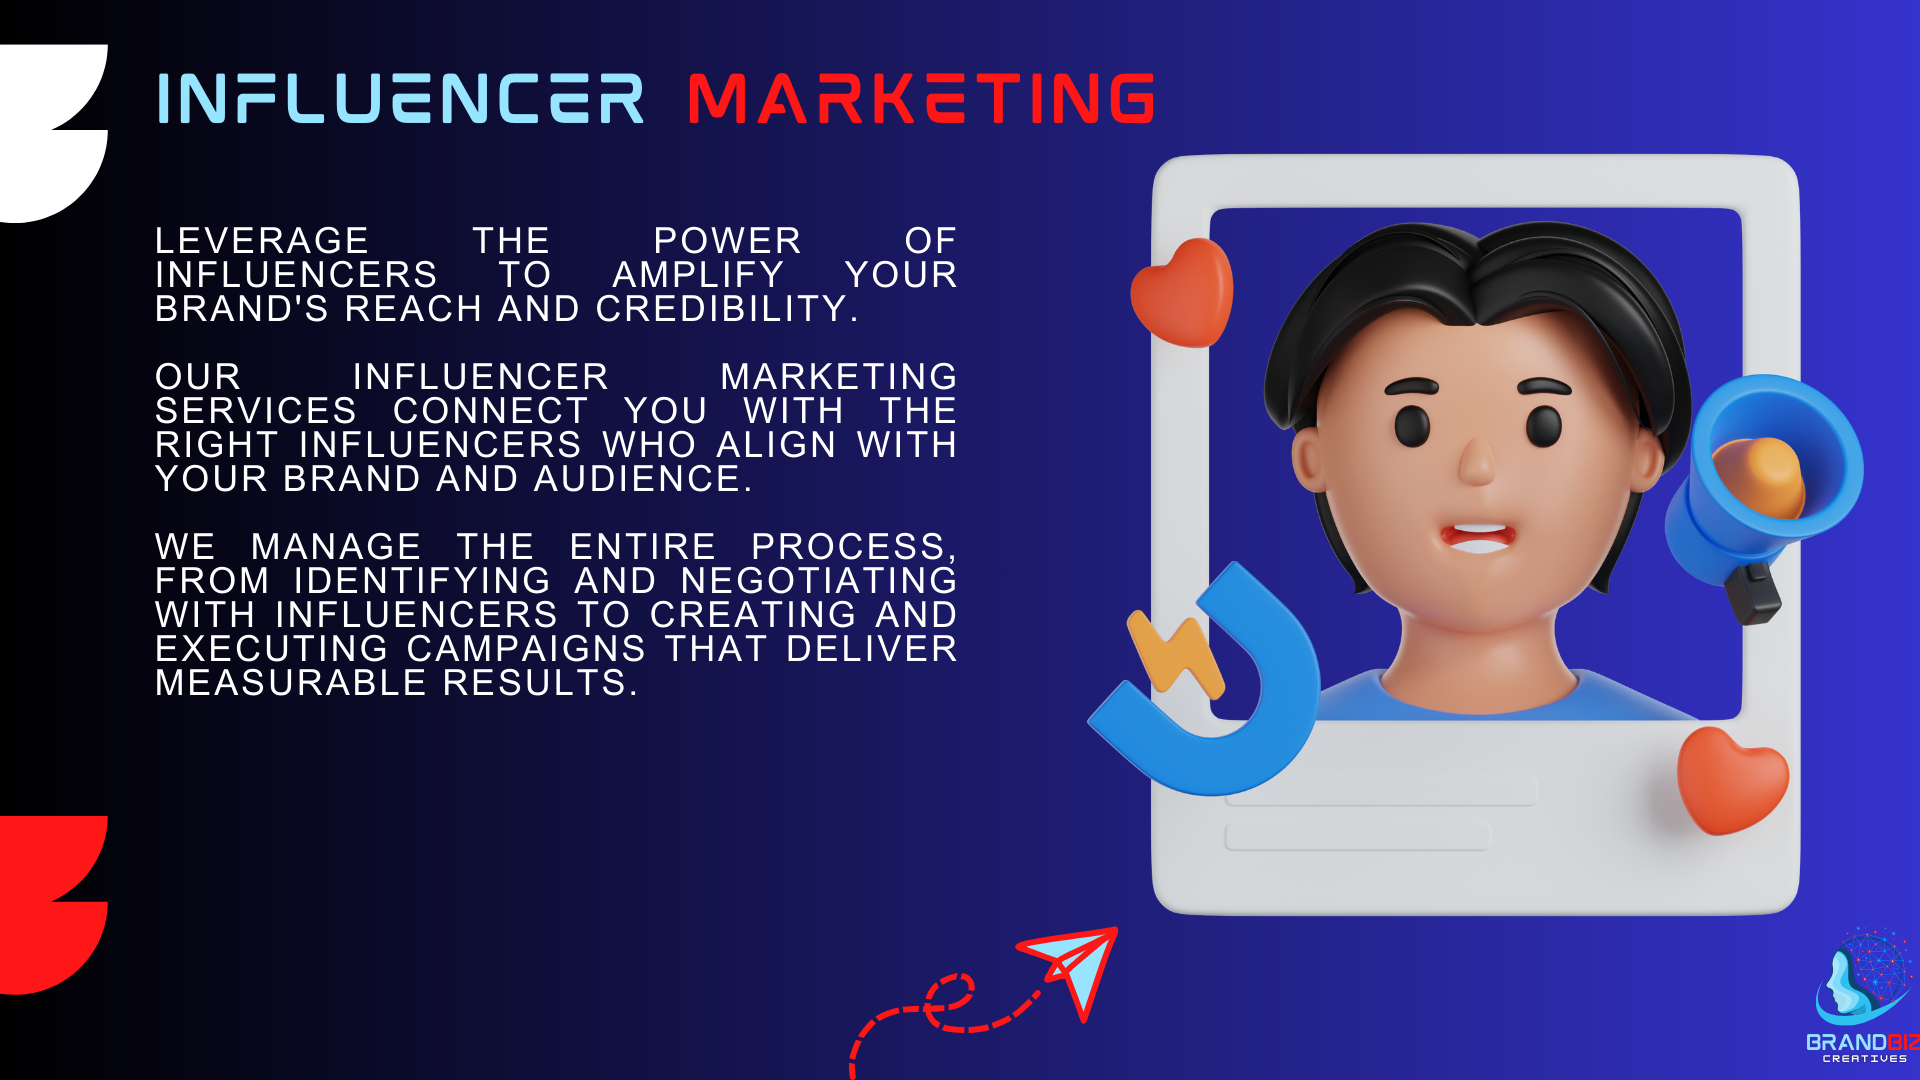 INFLUENCER MARKETING
LEVERAGE THE POWER OF
INFLUENCERS TO AMPLIFY YOUR
BRAND'S REACH AND CREDIBILITY.
OUR INFLUENCER MARKETING
SERVICES CONNECT YOU WITH THE
RIGHT INFLUENCERS WHO ALIGN WITH
YOUR BRAND AND AUDIENCE.
WE MANAGE THE ENTIRE PROCESS,
FROM IDENTIFYING AND NEGOTIATING
WITH INFLUENCERS TO CREATING AND
EXECUTING CAMPAIGNS THAT DELIVER
MEASURABLE RESULTS.
BRANDBIZ
CREATIVES